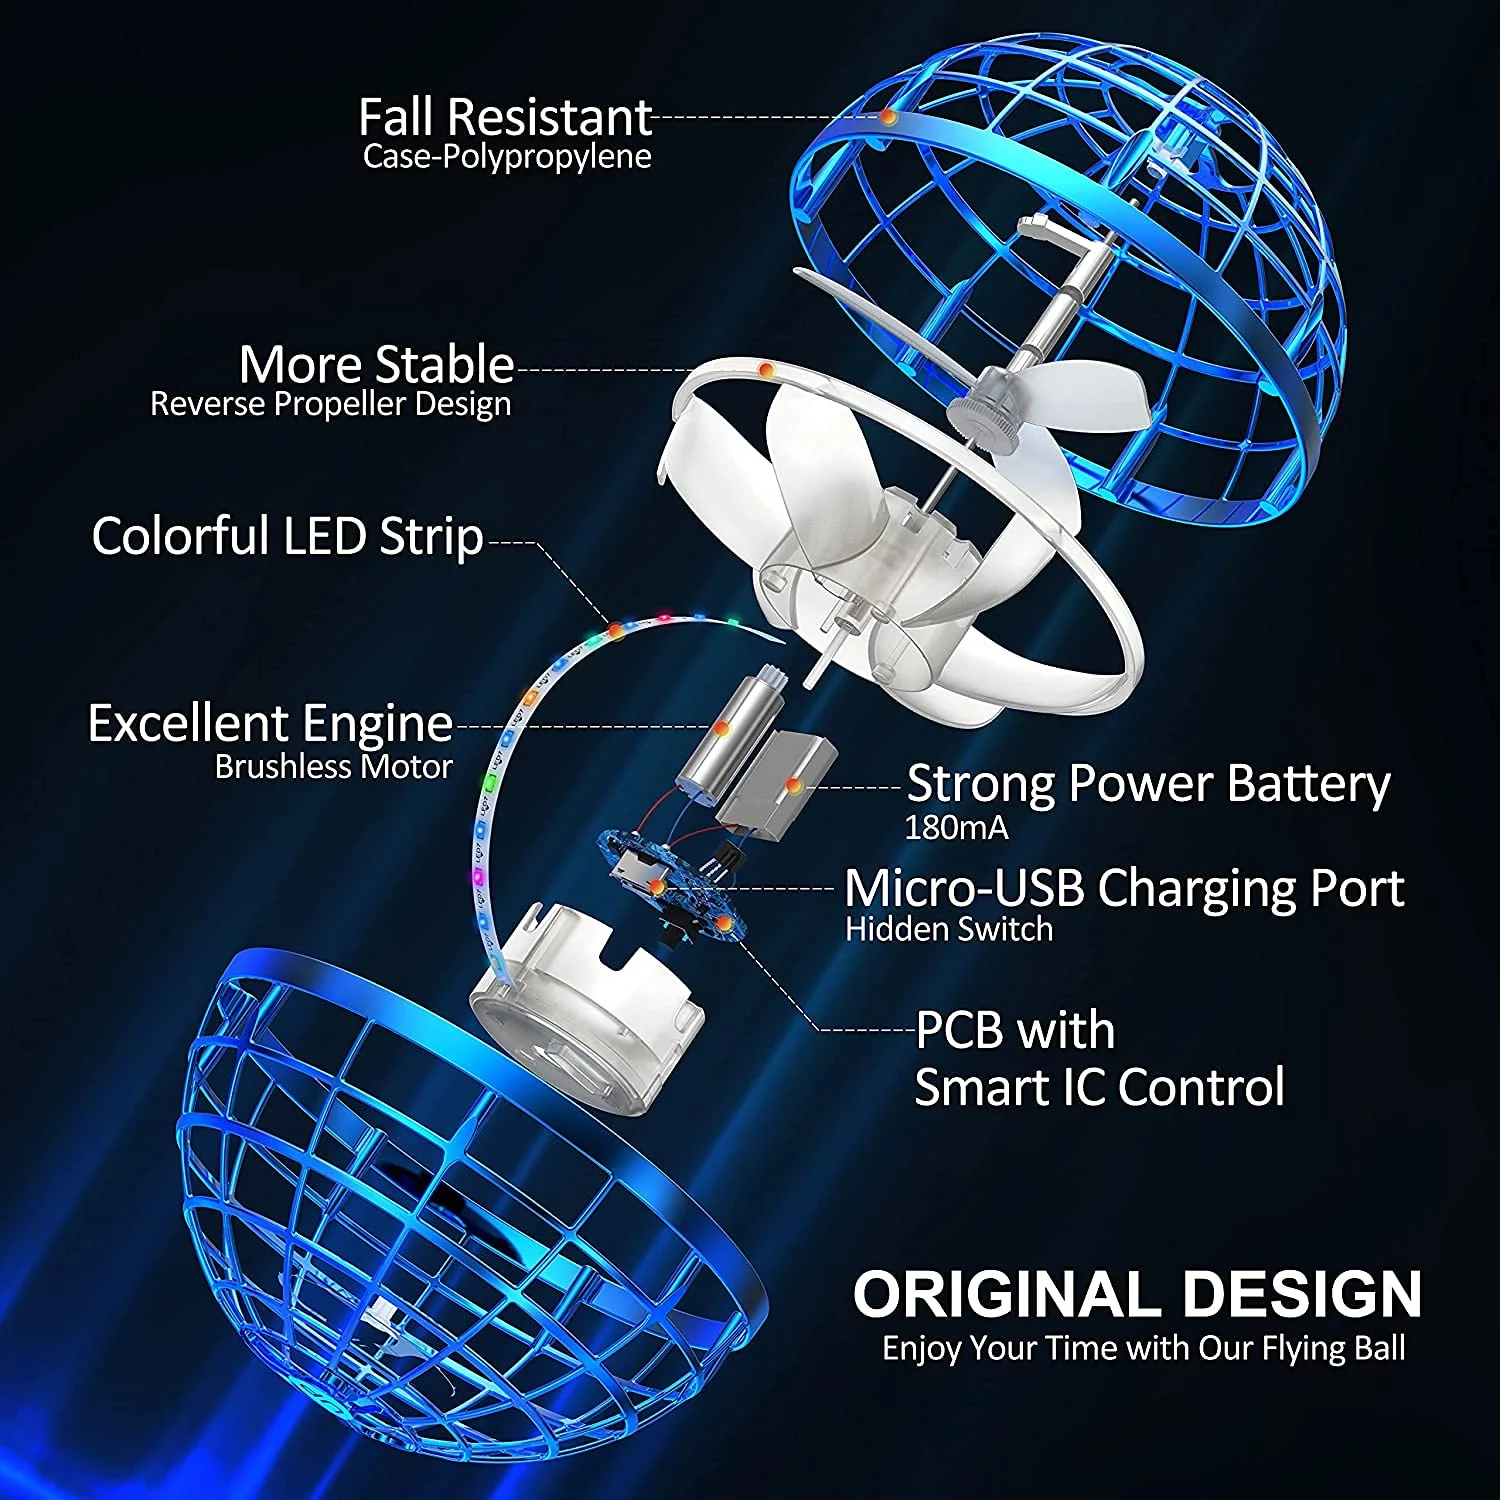 Fall Resistant
Case-Polypropylene
More Stable
Reverse Propeller Design
Colorful LED Strip
Excellent Engine
Brushless Motor
Strong Power Battery
180mA
Micro-USB Charging Port
Hidden Switch
PCB with
Smart IC Control
ORIGINAL DESIGN
Enjoy Your Time with Our Flying Ball